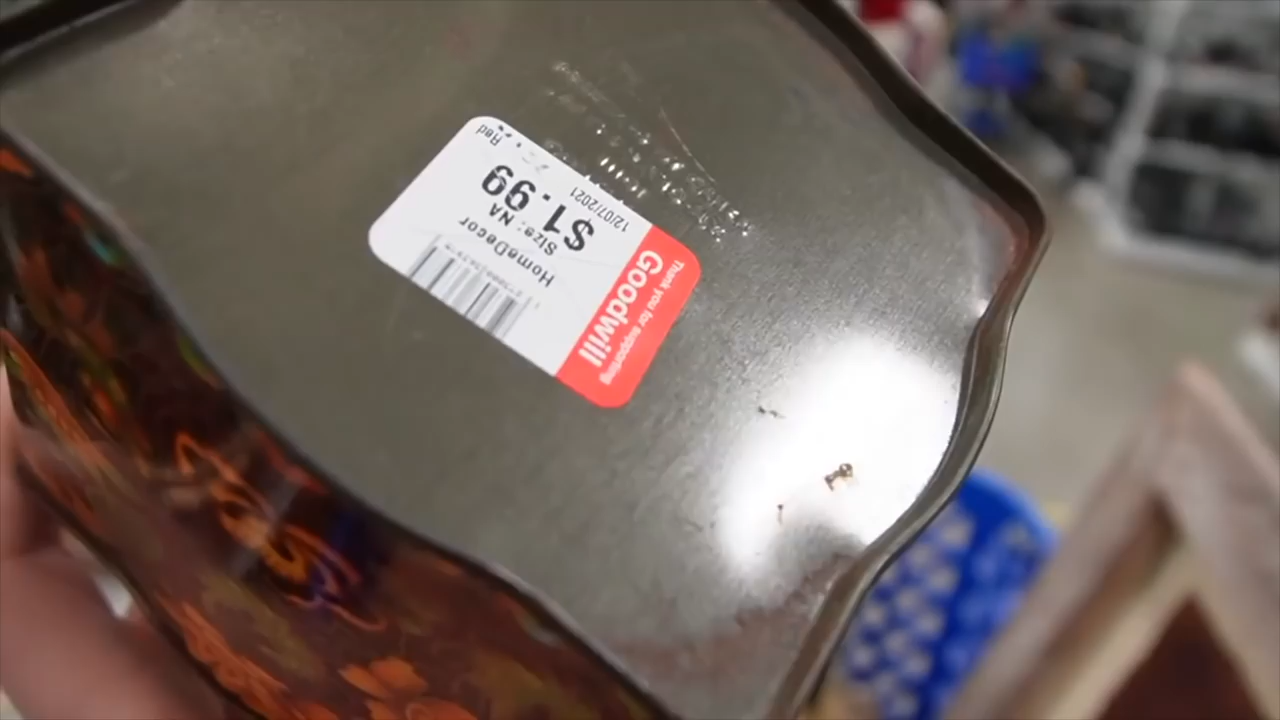 Thank you for supporting
Goodwill
HomeDecor
Size: NA
$1.99
12/07/2021
Red